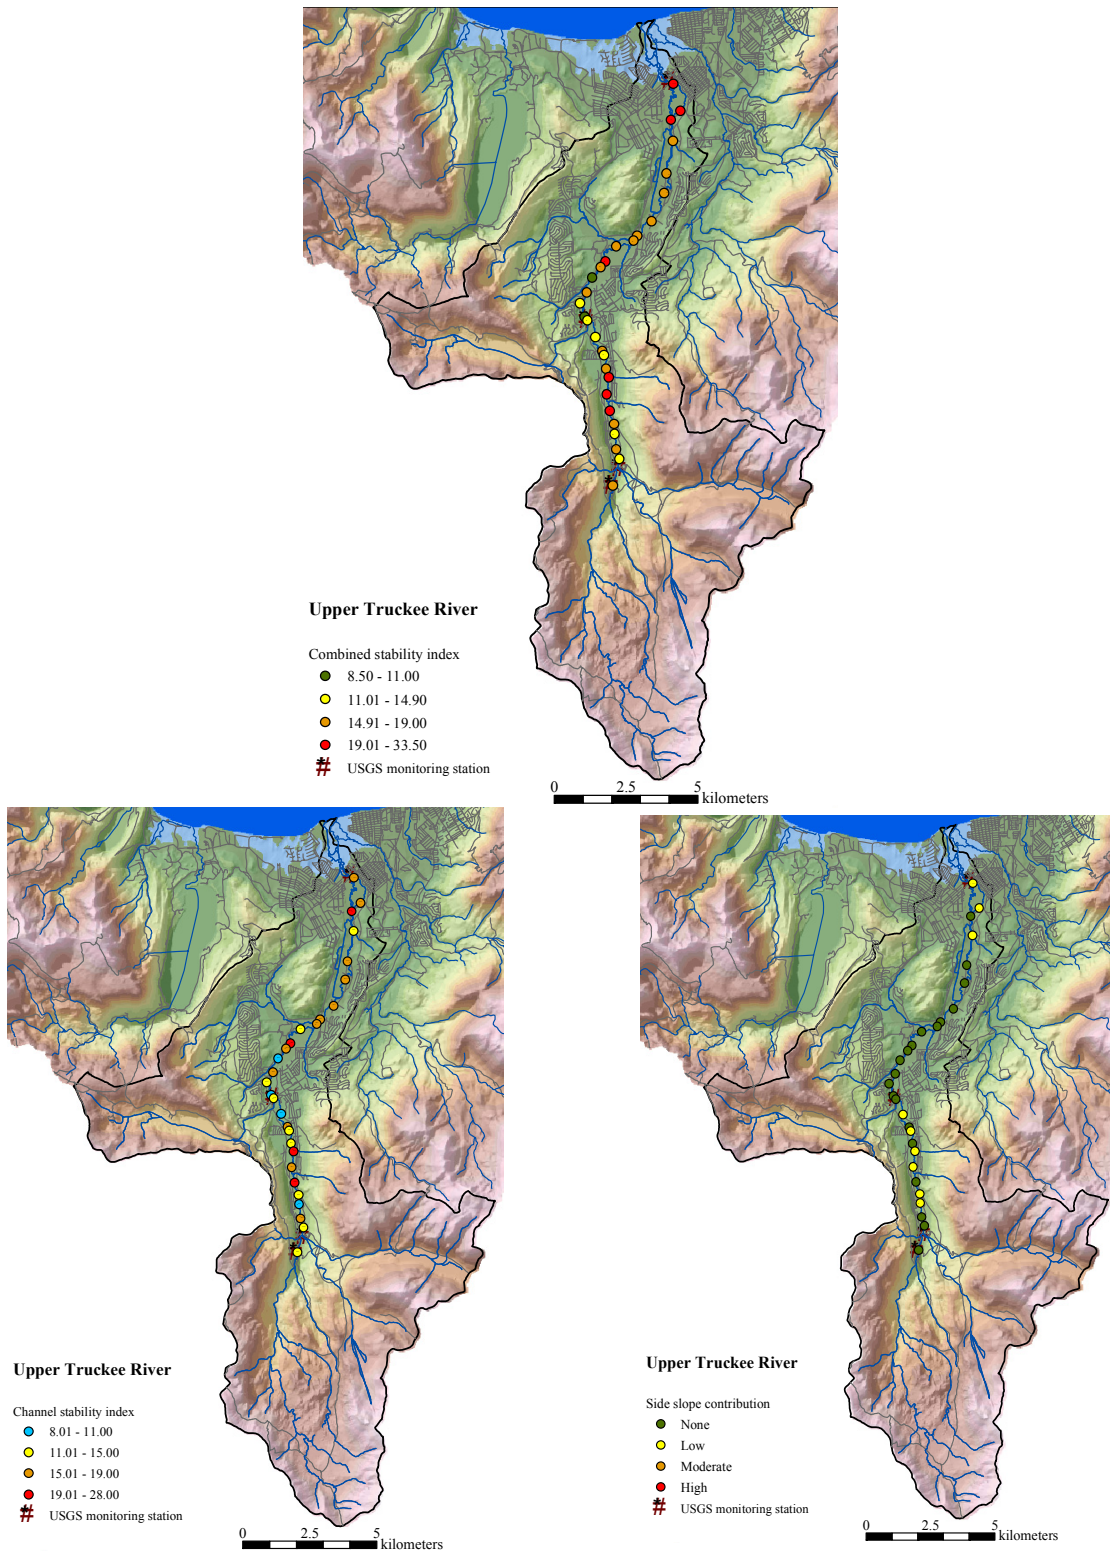 Upper Truckee River
Combined stability index
8.50 - 11.00
11.01 - 14.90
14.91 - 19.00
19.01 - 33.50
# USGS monitoring station
0 2.5 5
kilometers
Upper Truckee River
Channel stability index
8.01 - 11.00
11.01 - 15.00
15.01 - 19.00
19.01 - 28.00
# USGS monitoring station
0 2.5 5
kilometers
Upper Truckee River
Side slope contribution
None
Low
Moderate
High
# USGS monitoring station
0 2.5 5
kilometers